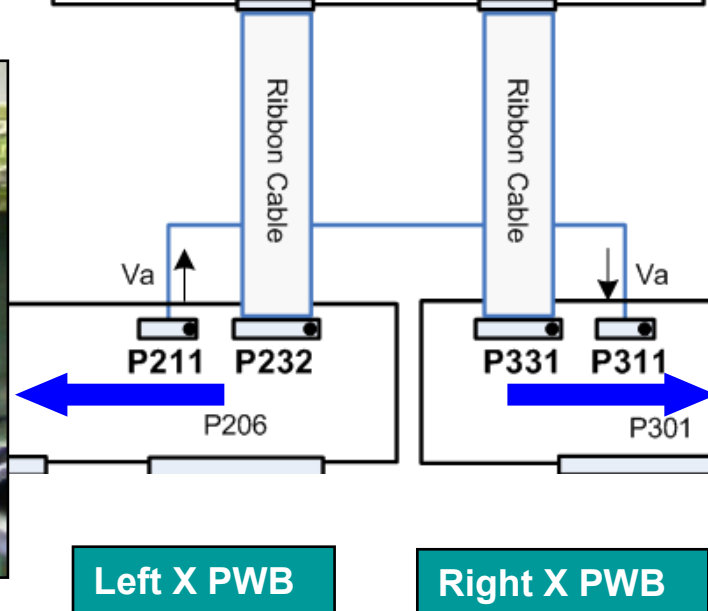 Ribbon Cable
Ribbon Cable
Va
Va
P211
P232
P331
P311
P206
P301
Left X PWB
Right X PWB